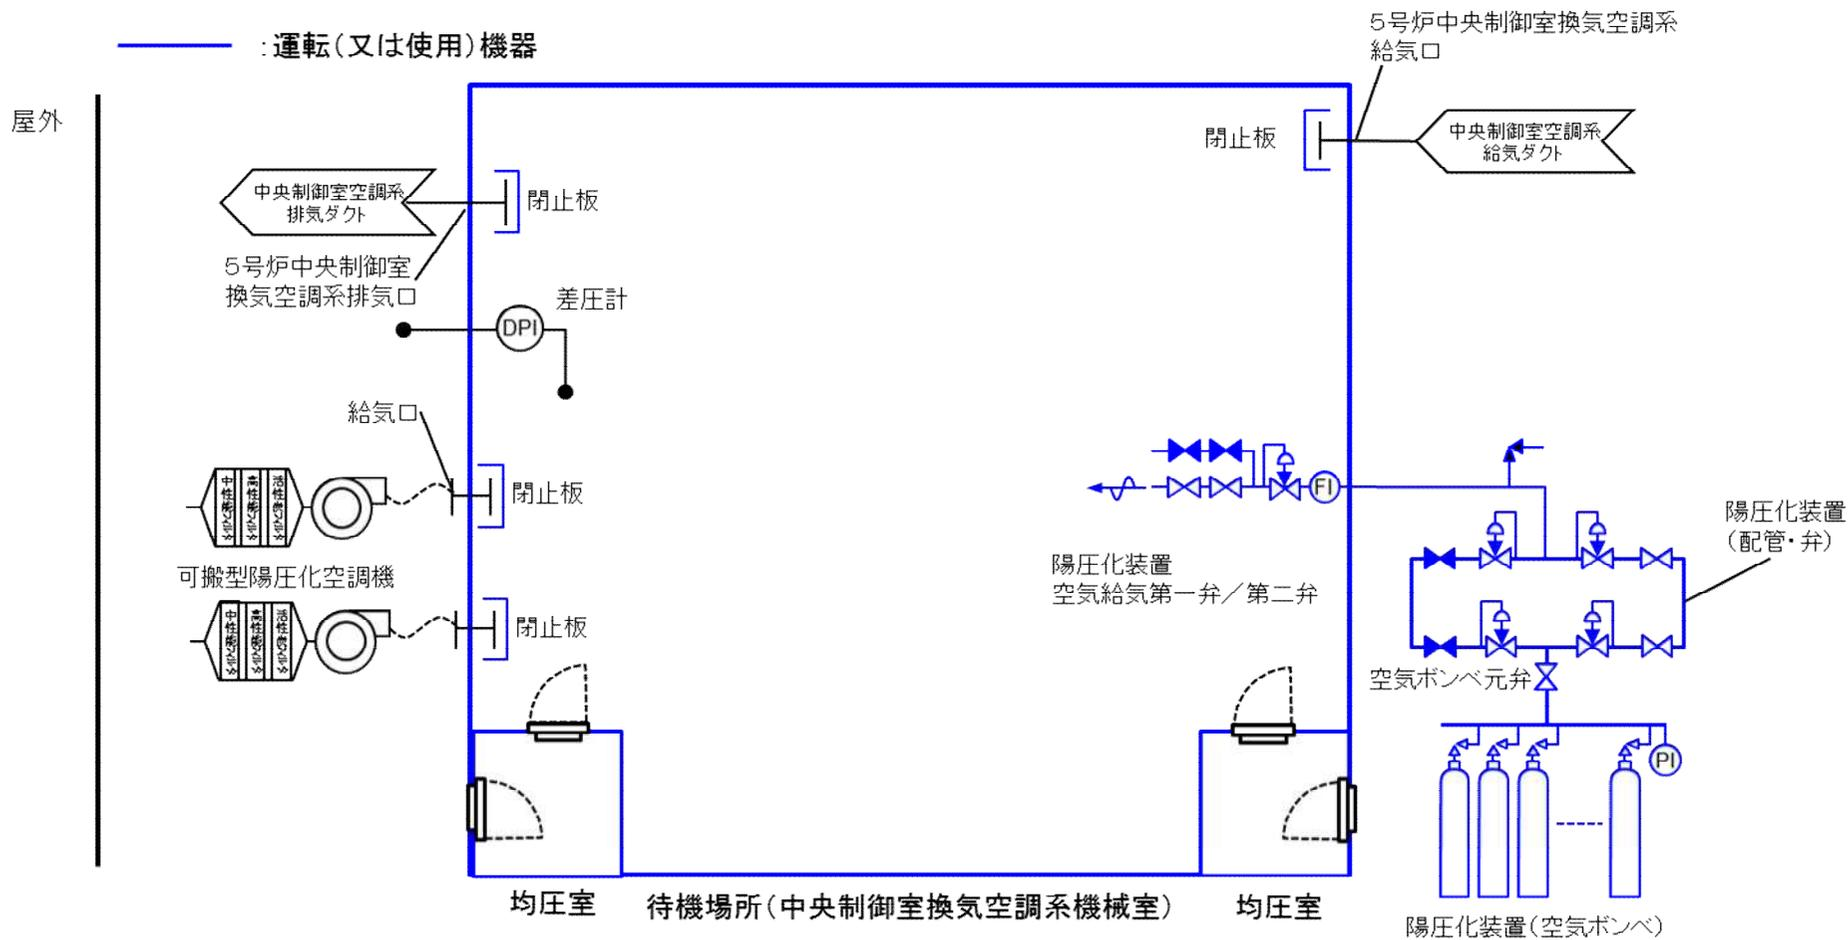 :運転(又は使用)機器
5号炉中央制御室換気空調系
給気口
屋外
閉止板
中央制御室空調系
給気ダクト
中央制御室空調系
排気ダクト
閉止板
5号炉中央制御室
換気空調系排気口
差圧計
DPI
給気口
閉止板
FI
陽圧化装置
(配管・弁)
可搬型陽圧化空調機
陽圧化装置
空気給気第一弁/第二弁
閉止板
空気ボンベ元弁
PI
均圧室
待機場所(中央制御室換気空調系機械室)
均圧室
陽圧化装置(空気ボンベ)